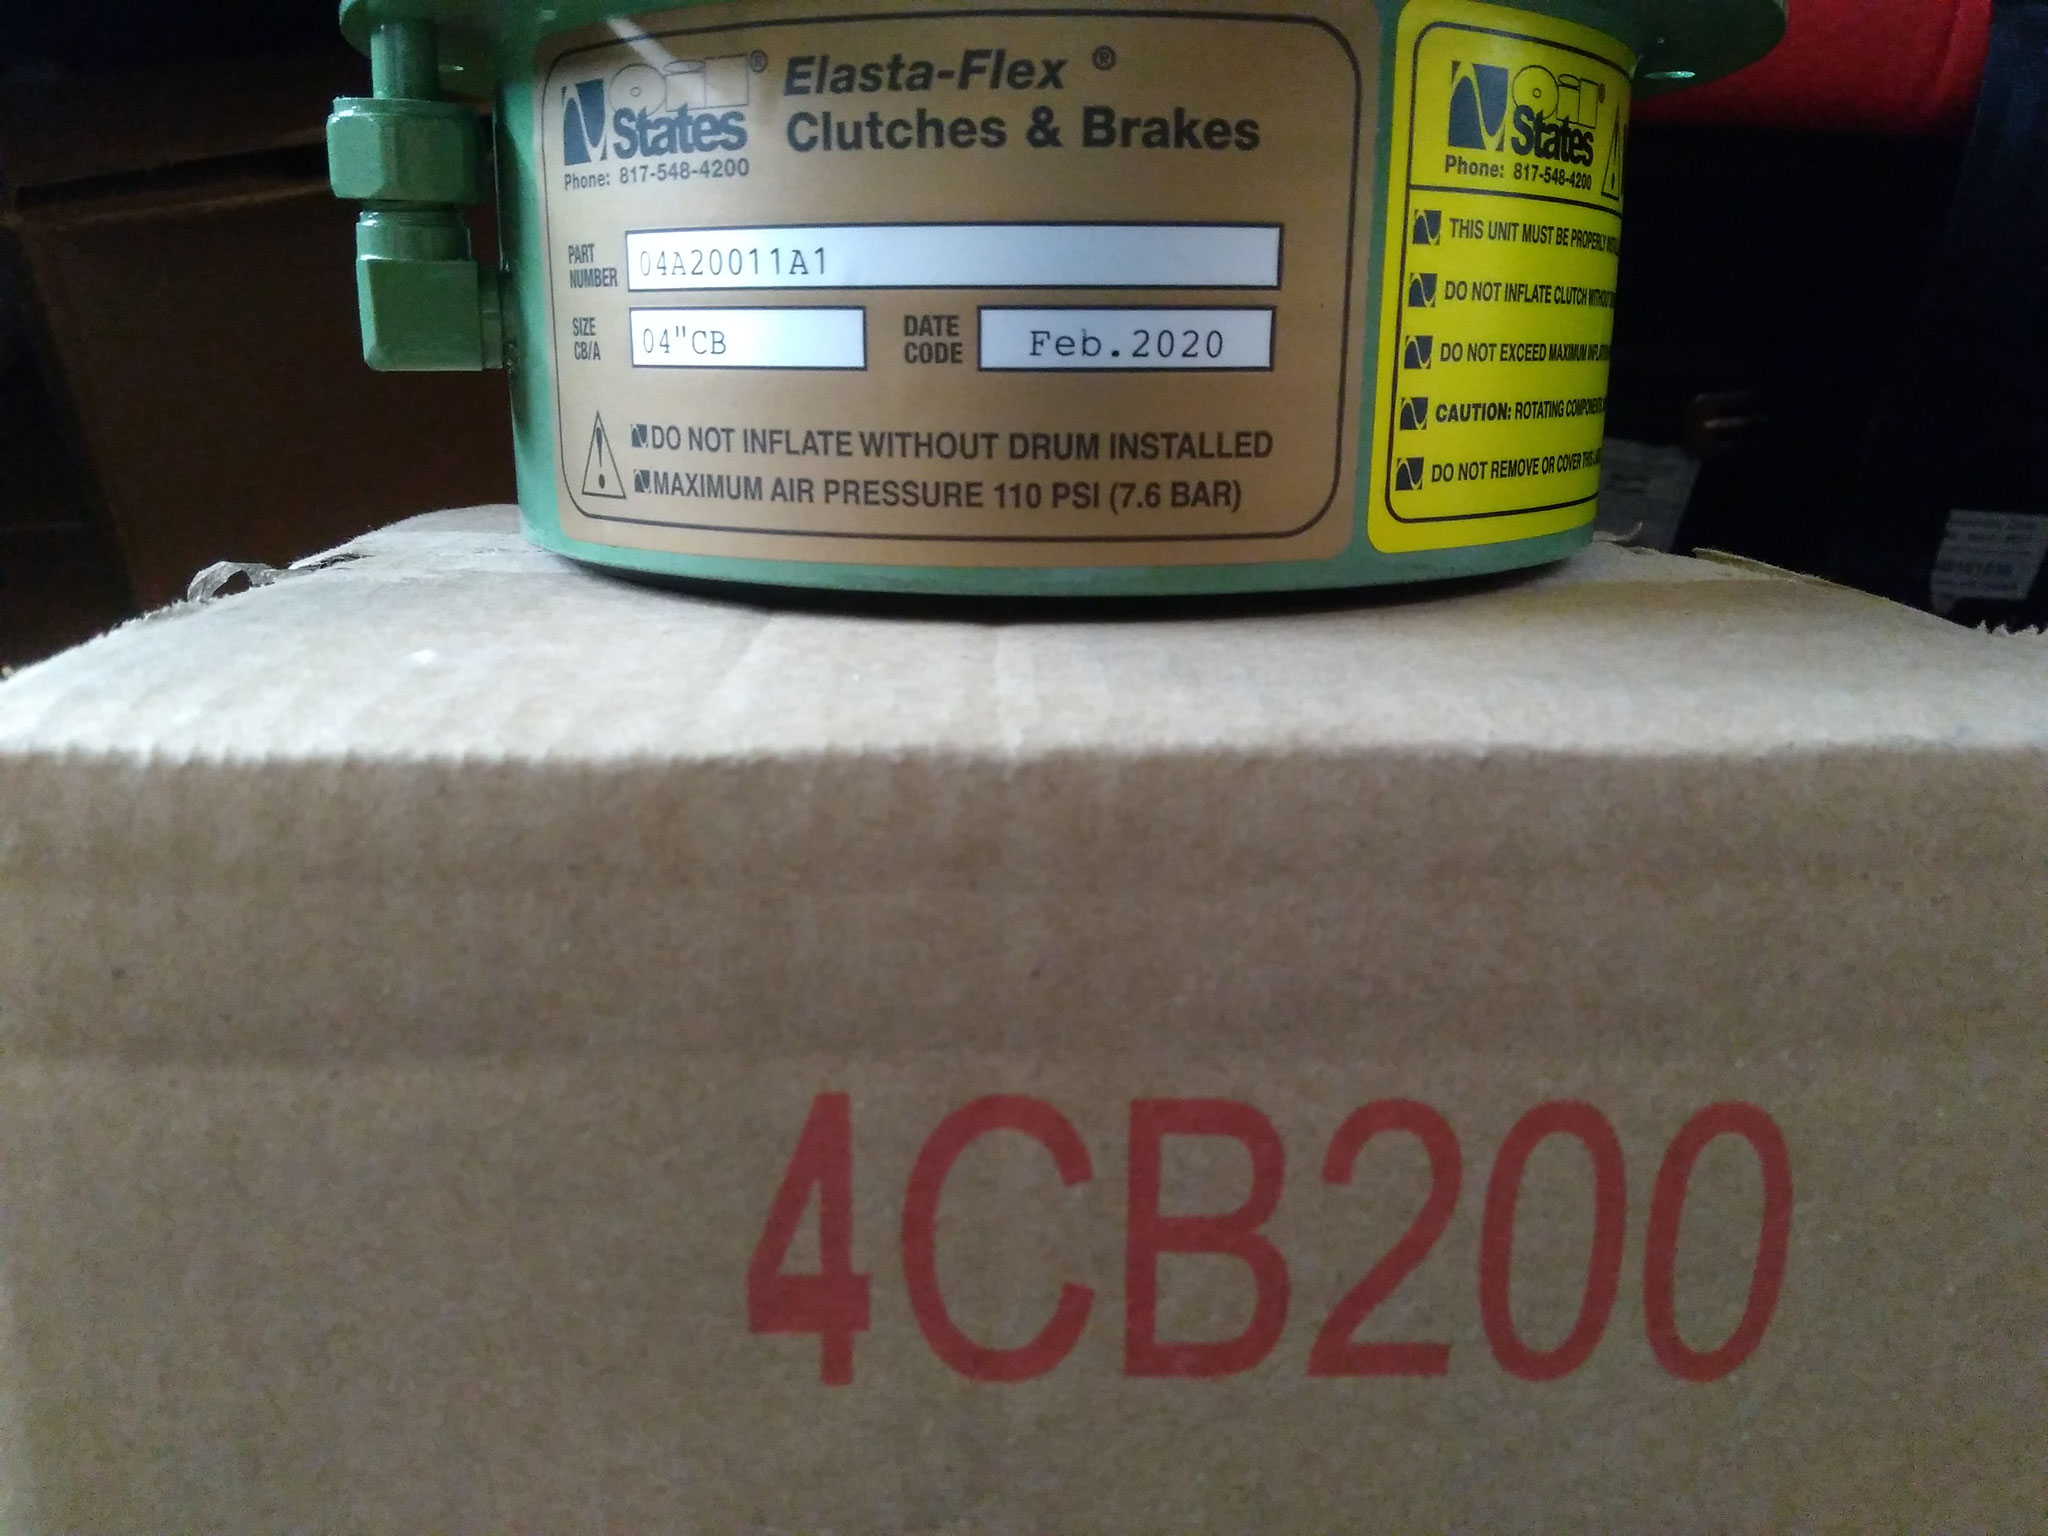 Oil®
States
Phone: 817-548-4200
Elasta-Flex ®
Clutches & Brakes
PART
NUMBER
04A20011A1
SIZE
CB/A
04"CB
DATE
CODE
Feb.2020
DO NOT INFLATE WITHOUT DRUM INSTALLED
MAXIMUM AIR PRESSURE 110 PSI (7.6 BAR)
Oil®
States
Phone: 817-548-4200
THIS UNIT MUST BE PROPERLY
DO NOT INFLATE CLUTCH WITHOUT
DO NOT EXCEED MAXIMUM
CAUTION: ROTATING
DO NOT REMOVE OR COVER
4CB200